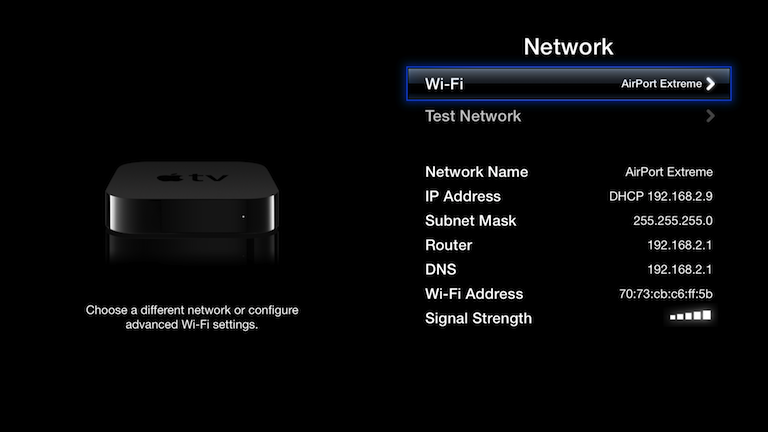 Network
Wi-Fi AirPort Extreme
Test Network
tv
Network Name AirPort Extreme
IP Address DHCP 192.168.2.9
Subnet Mask 255.255.255.0
Router 192.168.2.1
DNS 192.168.2.1
Wi-Fi Address 70:73:cb:c6:ff:5b
Signal Strength
Choose a different network or configure
advanced Wi-Fi settings.